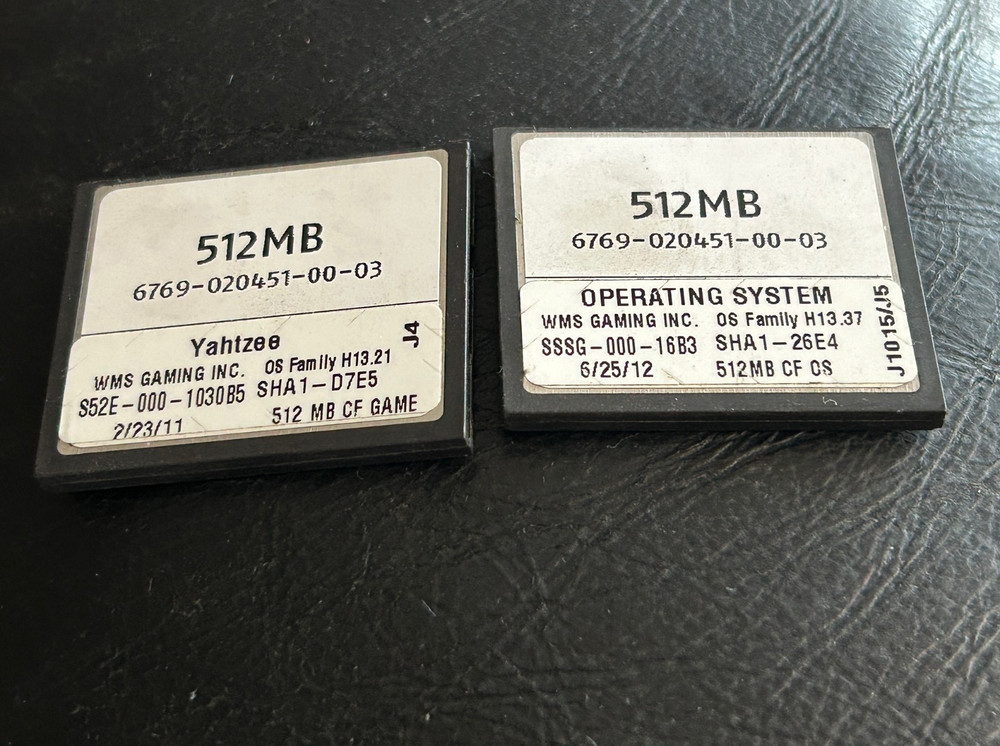 512MB
6769-020451-00-03
Yahtzee
J4
WMS GAMING INC. OS Family H13.21
S52E-000-1030B5 SHA1-D7E5
2/23/11 512 MB CF GAME
512MB
6769-020451-00-03
OPERATING SYSTEM
WMS GAMING INC. OS Family H13.37
SSSG-000-16B3 SHA1-26E4
6/25/12 512MB CF OS
J1015/J5